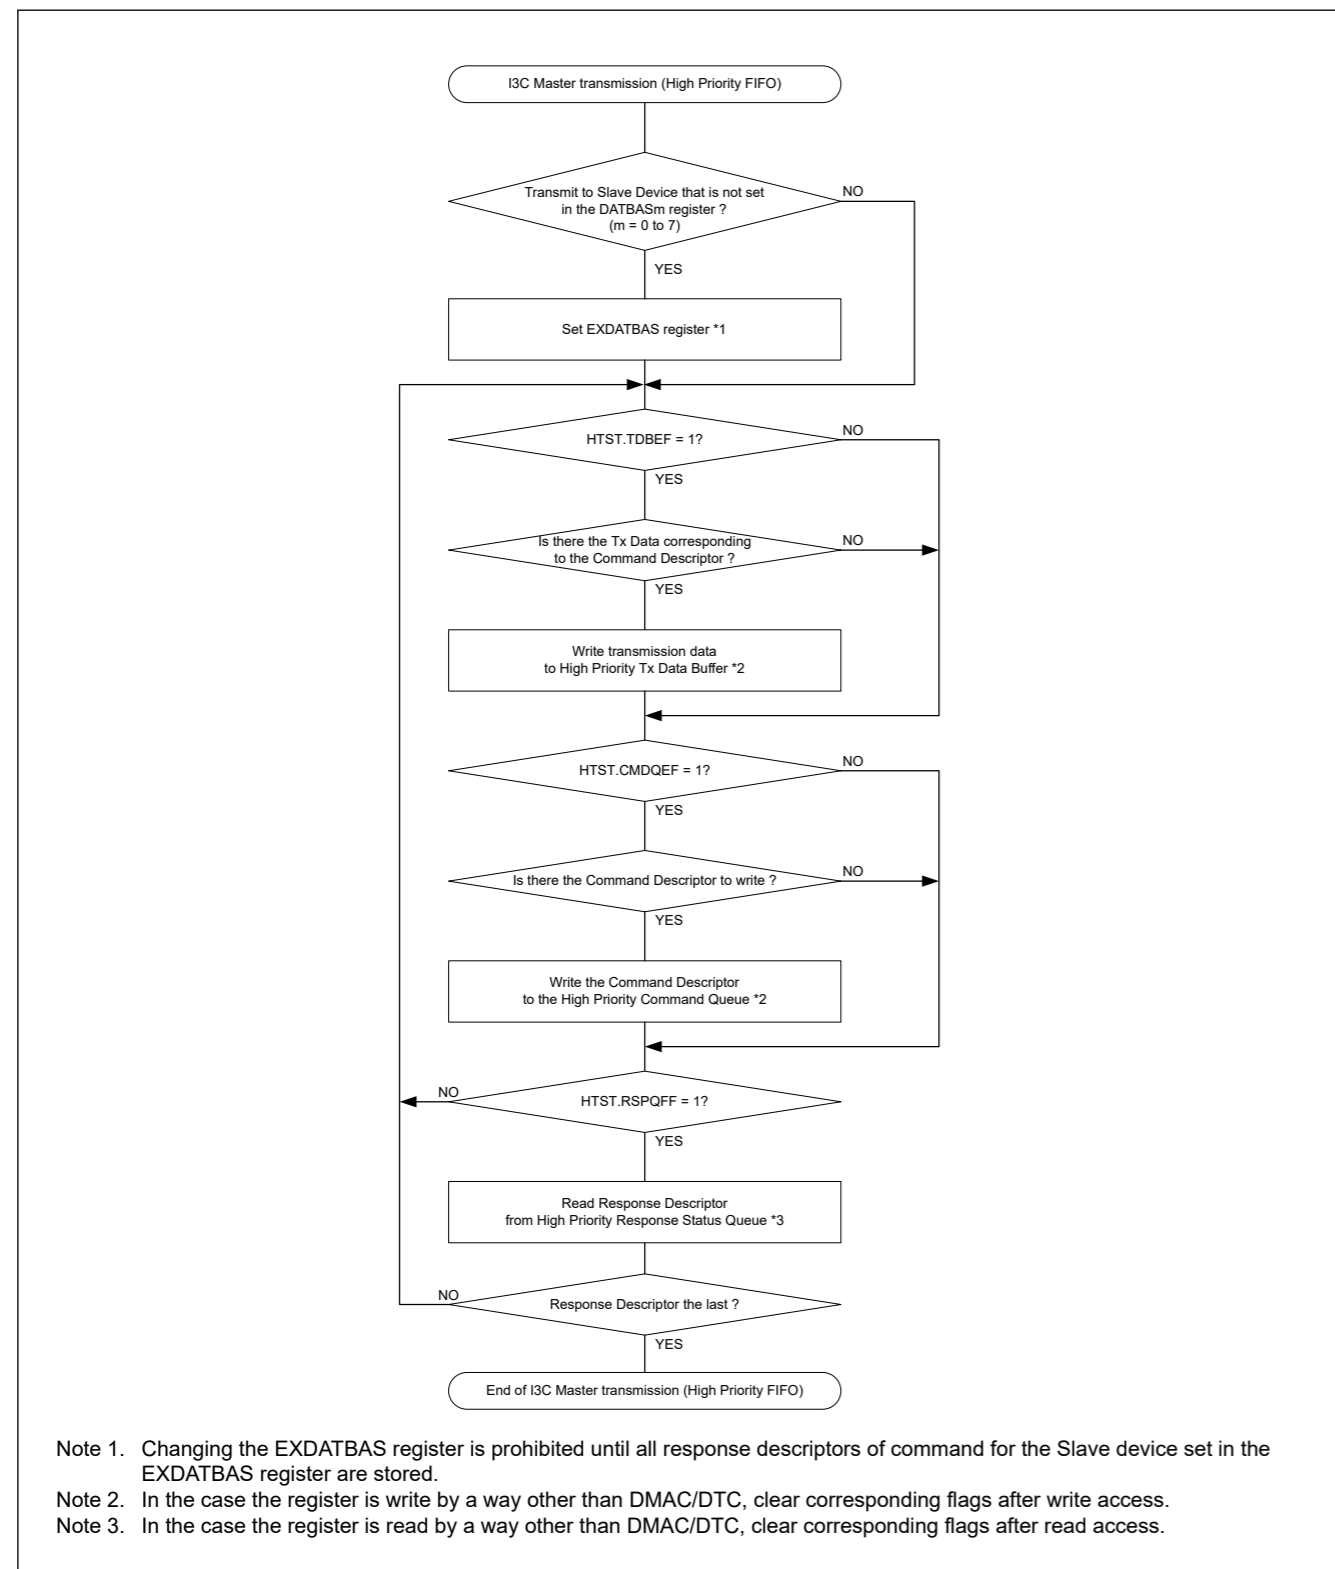 I3C Master transmission (High Priority FIFO)
Transmit to Slave Device that is not set
in the DATBASm register ?
(m = 0 to 7)
NO
YES
Set EXDATBAS register *1
HTST.TDBEF = 1?
NO
YES
Is there the Tx Data corresponding
to the Command Descriptor ?
NO
YES
Write transmission data
to High Priority Tx Data Buffer *2
HTST.CMDQEF = 1?
NO
YES
Is there the Command Descriptor to write ?
NO
YES
Write the Command Descriptor
to the High Priority Command Queue *2
NO
HTST.RSPQFF = 1?
YES
Read Response Descriptor
from High Priority Response Status Queue *3
NO
Response Descriptor the last ?
YES
End of I3C Master transmission (High Priority FIFO)
Note 1. Changing the EXDATBAS register is prohibited until all response descriptors of command for the Slave device set in the
EXDATBAS register are stored.
Note 2. In the case the register is write by a way other than DMAC/DTC, clear corresponding flags after write access.
Note 3. In the case the register is read by a way other than DMAC/DTC, clear corresponding flags after read access.